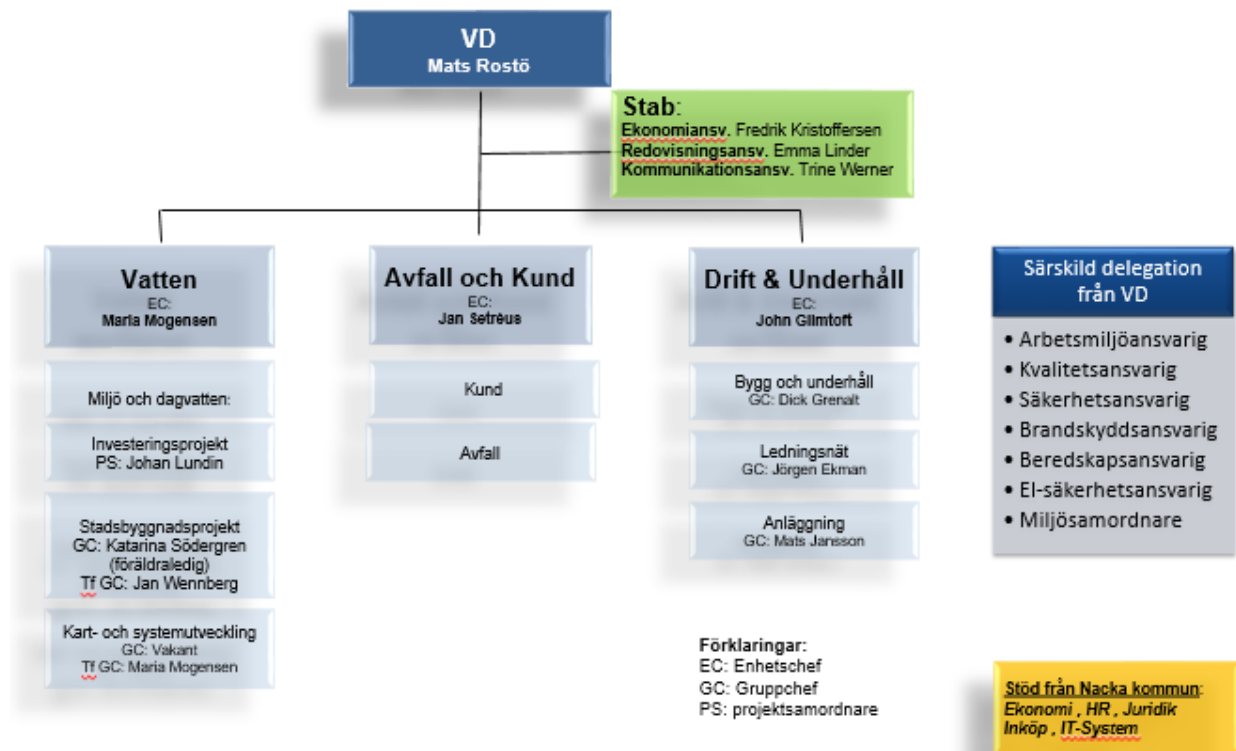 VD
Mats Rostö
Stab:
Ekonomiansv. Fredrik Kristoffersen
Redovisningsansv. Emma Linder
Kommunikationsansv. Trine Werner
Vatten
EC:
Maria Mogensen
Miljö och dagvatten:
Investeringsprojekt
PS: Johan Lundin
Stadsbyggnadsprojekt
GC: Katarina Södergren
(föräldraledig)
Tf GC: Jan Wennberg
Kart- och systemutveckling
GC: Vakant
Tf GC: Maria Mogensen
Avfall och Kund
EC:
Jan Setrèus
Kund
Avfall
Drift & Underhåll
EC:
John Glimtoft
Bygg och underhåll
GC: Dick Grenalt
Ledningsnät
GC: Jörgen Ekman
Anläggning
GC: Mats Jansson
Särskild delegation
från VD
• Arbetsmiljöansvarig
• Kvalitetsansvarig
• Säkerhetsansvarig
• Brandskyddsansvarig
• Beredskapsansvarig
• El-säkerhetsansvarig
• Miljösamordnare
Förklaringar:
EC: Enhetschef
GC: Gruppchef
PS: projektsamordnare
Stöd från Nacka kommun:
Ekonomi , HR , Juridik
Inköp , IT-System